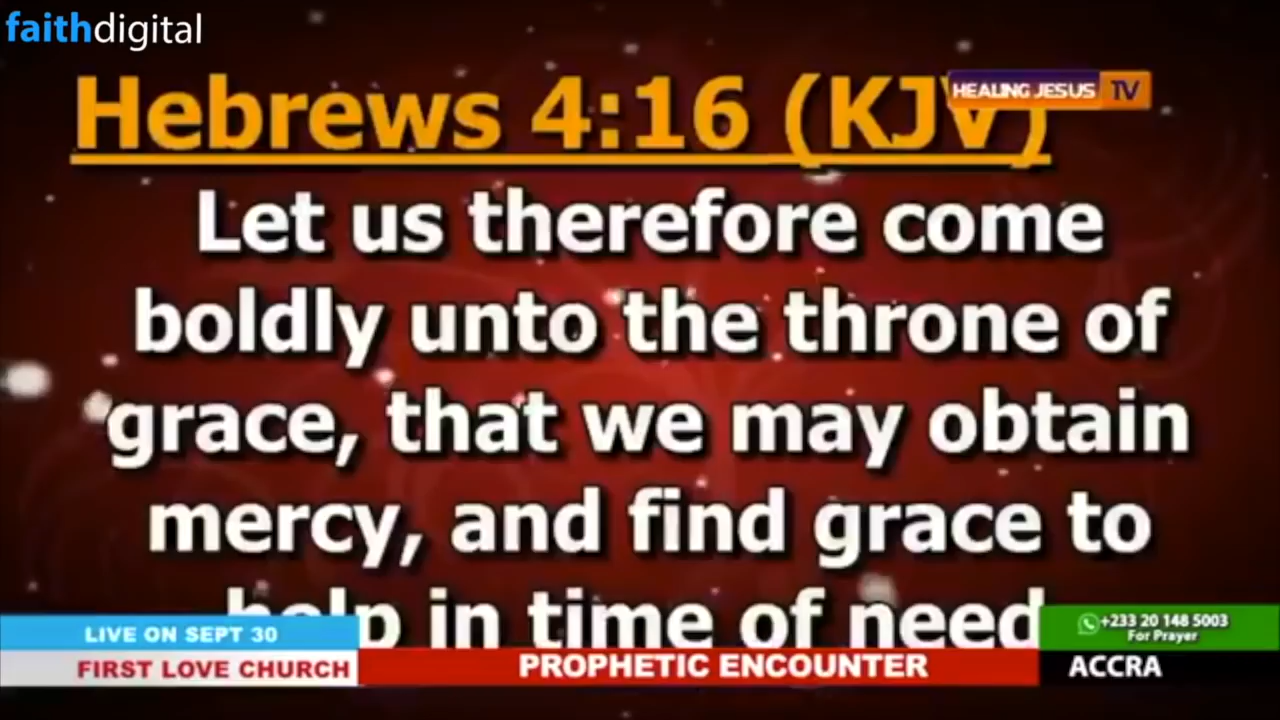 faithdigital
Hebrews 4:16 (KJV)
HEALING JESUS TV
Let us therefore come
boldly unto the throne of
grace, that we may obtain
mercy, and find grace to
help in time of need
LIVE ON SEPT 30
+233 20 148 5003
For Prayer
FIRST LOVE CHURCH
PROPHETIC ENCOUNTER
ACCRA